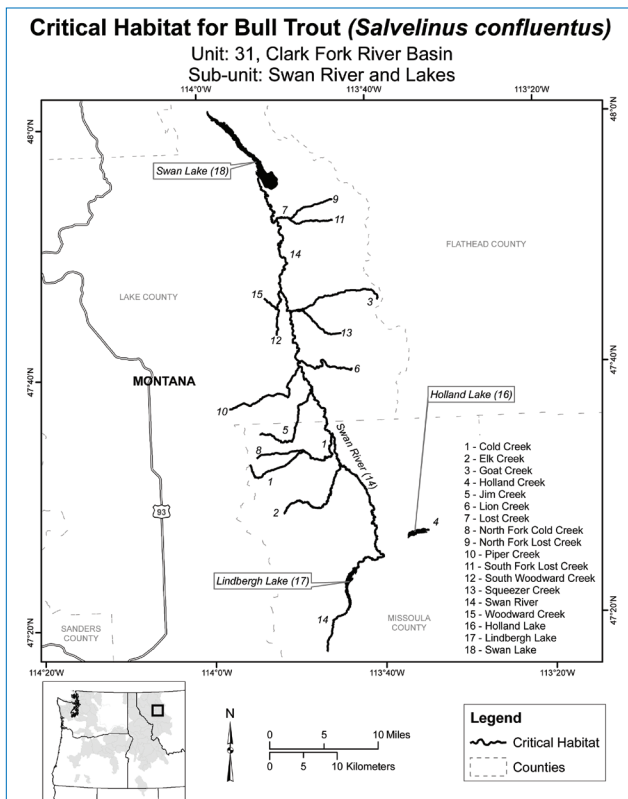 Critical Habitat for Bull Trout (Salvelinus confluentus)
Unit: 31, Clark Fork River Basin
Sub-unit: Swan River and Lakes
114°0'W
113°40'W
113°20'W
48°0'N
48°0'N
Swan Lake (18)
7
9
11
14
FLATHEAD COUNTY
LAKE COUNTY
15
3
12
13
6
47°40'N
47°40'N
MONTANA
10
Holland Lake (16)
5
8
1
1
2
Swan River (14)
93
4
Lindbergh Lake (17)
14
1 - Cold Creek
2 - Elk Creek
3 - Goat Creek
4 - Holland Creek
5 - Jim Creek
6 - Lion Creek
7 - Lost Creek
8 - North Fork Cold Creek
9 - North Fork Lost Creek
10 - Piper Creek
11 - South Fork Lost Creek
12 - South Woodward Creek
13 - Squeezer Creek
14 - Swan River
15 - Woodward Creek
16 - Holland Lake
17 - Lindbergh Lake
18 - Swan Lake
SANDERS
COUNTY
MISSOULA
COUNTY
47°20'N
47°20'N
114°20'W
114°0'W
113°40'W
113°20'W
N
0 5 10 Miles
0 5 10 Kilometers
Legend
Critical Habitat
Counties